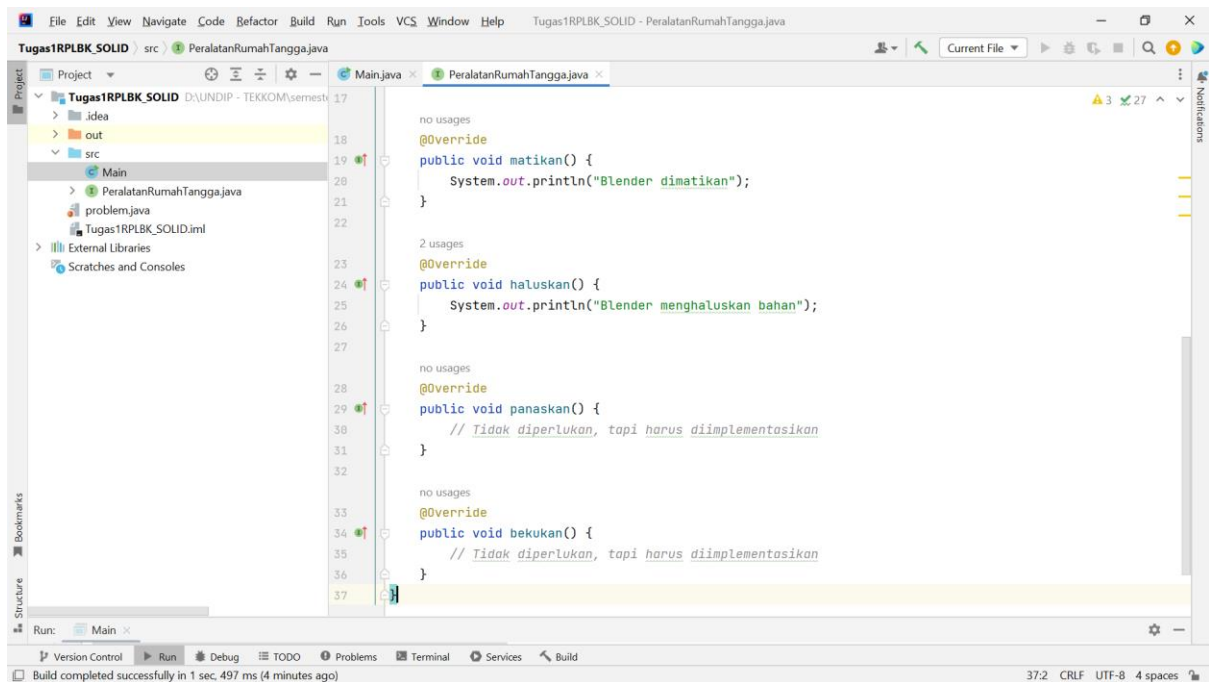 File Edit View Navigate Code Refactor Build Run Tools VCS Window Help Tugas1RPLBK_SOLID - PeralatanRumahTangga.java
Tugas1RPLBK_SOLID src PeralatanRumahTangga.java Current File
Project Main.java PeralatanRumahTangga.java
Tugas1RPLBK_SOLID D:\UNDIP - TEKKOM\semeste
.idea
out
src
Main
PeralatanRumahTangga.java
problem.java
Tugas1RPLBK_SOLID.iml
External Libraries
Scratches and Consoles
Project
Bookmarks
Structure
Notifications
3 27
17
no usages
18 @Override
19 public void matikan() {
20 System.out.println("Blender dimatikan");
21 }
22
2 usages
23 @Override
24 public void haluskan() {
25 System.out.println("Blender menghaluskan bahan");
26 }
27
no usages
28 @Override
29 public void panaskan() {
30 // Tidak diperlukan, tapi harus diimplementasikan
31 }
32
no usages
33 @Override
34 public void bekukan() {
35 // Tidak diperlukan, tapi harus diimplementasikan
36 }
37 }
Run: Main
Version Control Run Debug TODO Problems Terminal Services Build
Build completed successfully in 1 sec, 497 ms (4 minutes ago) 37:2 CRLF UTF-8 4 spaces